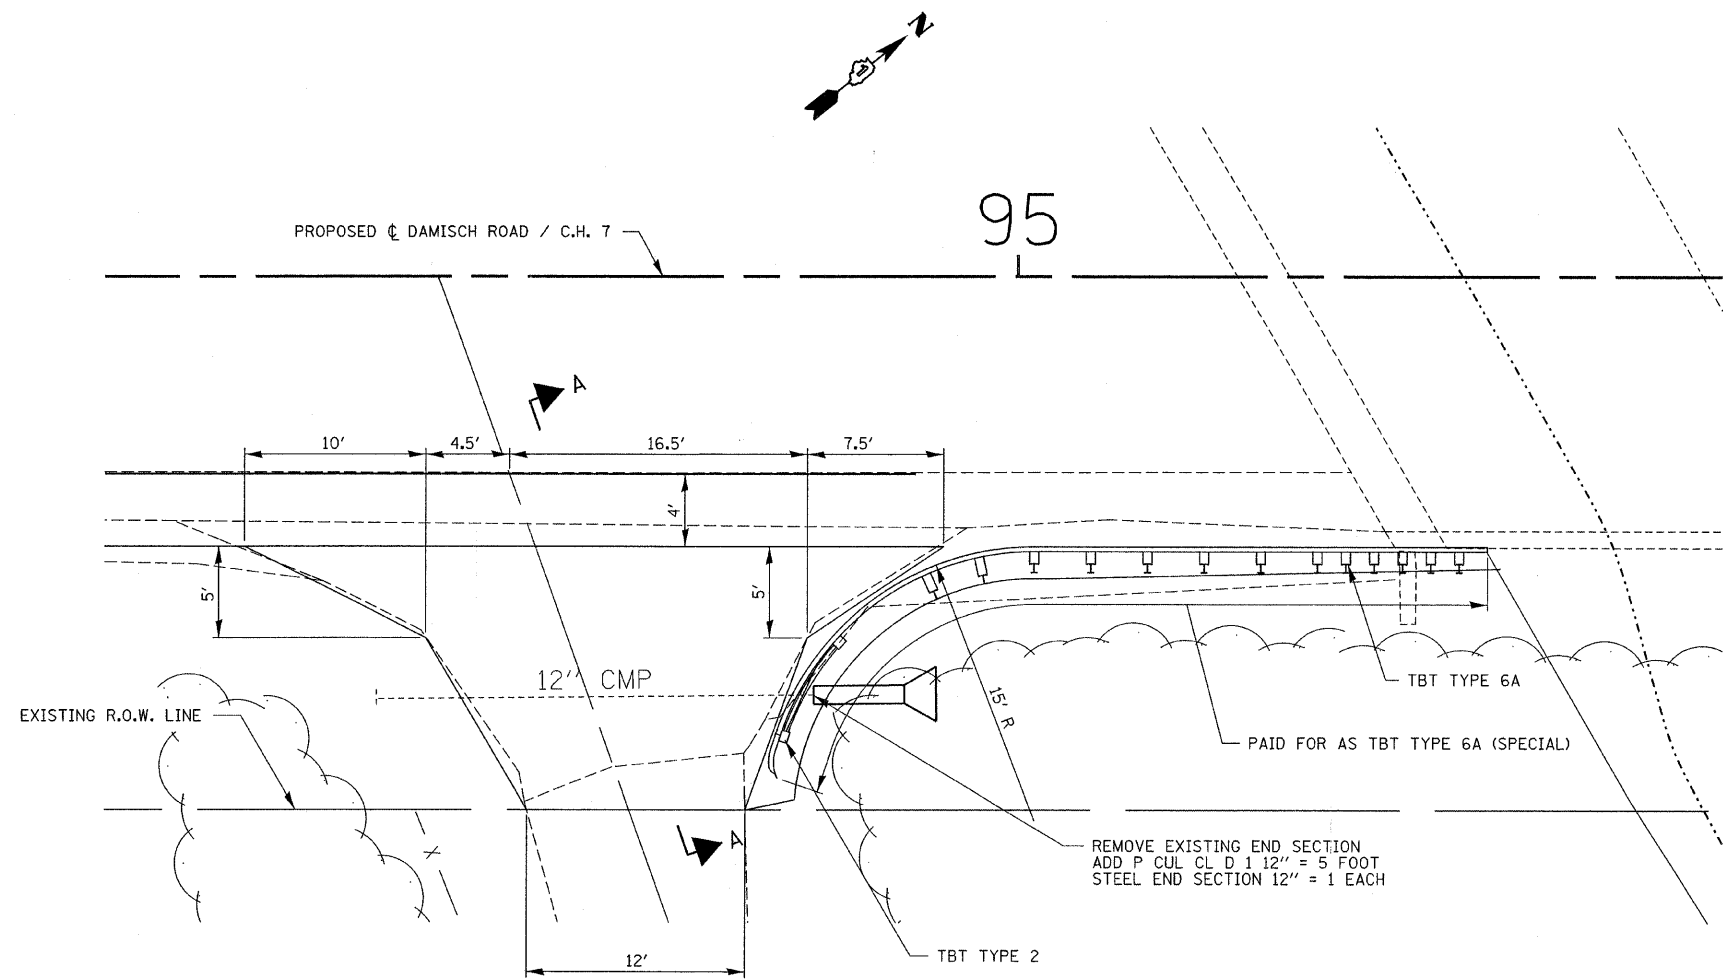 N
95
PROPOSED ℄ DAMISCH ROAD / C.H. 7
A
10'
4.5'
16.5'
7.5'
4'
5'
5'
12" CMP
EXISTING R.O.W. LINE
15' R
TBT TYPE 6A
PAID FOR AS TBT TYPE 6A (SPECIAL)
A
REMOVE EXISTING END SECTION
ADD P CUL CL D 1 12" = 5 FOOT
STEEL END SECTION 12" = 1 EACH
TBT TYPE 2
12'